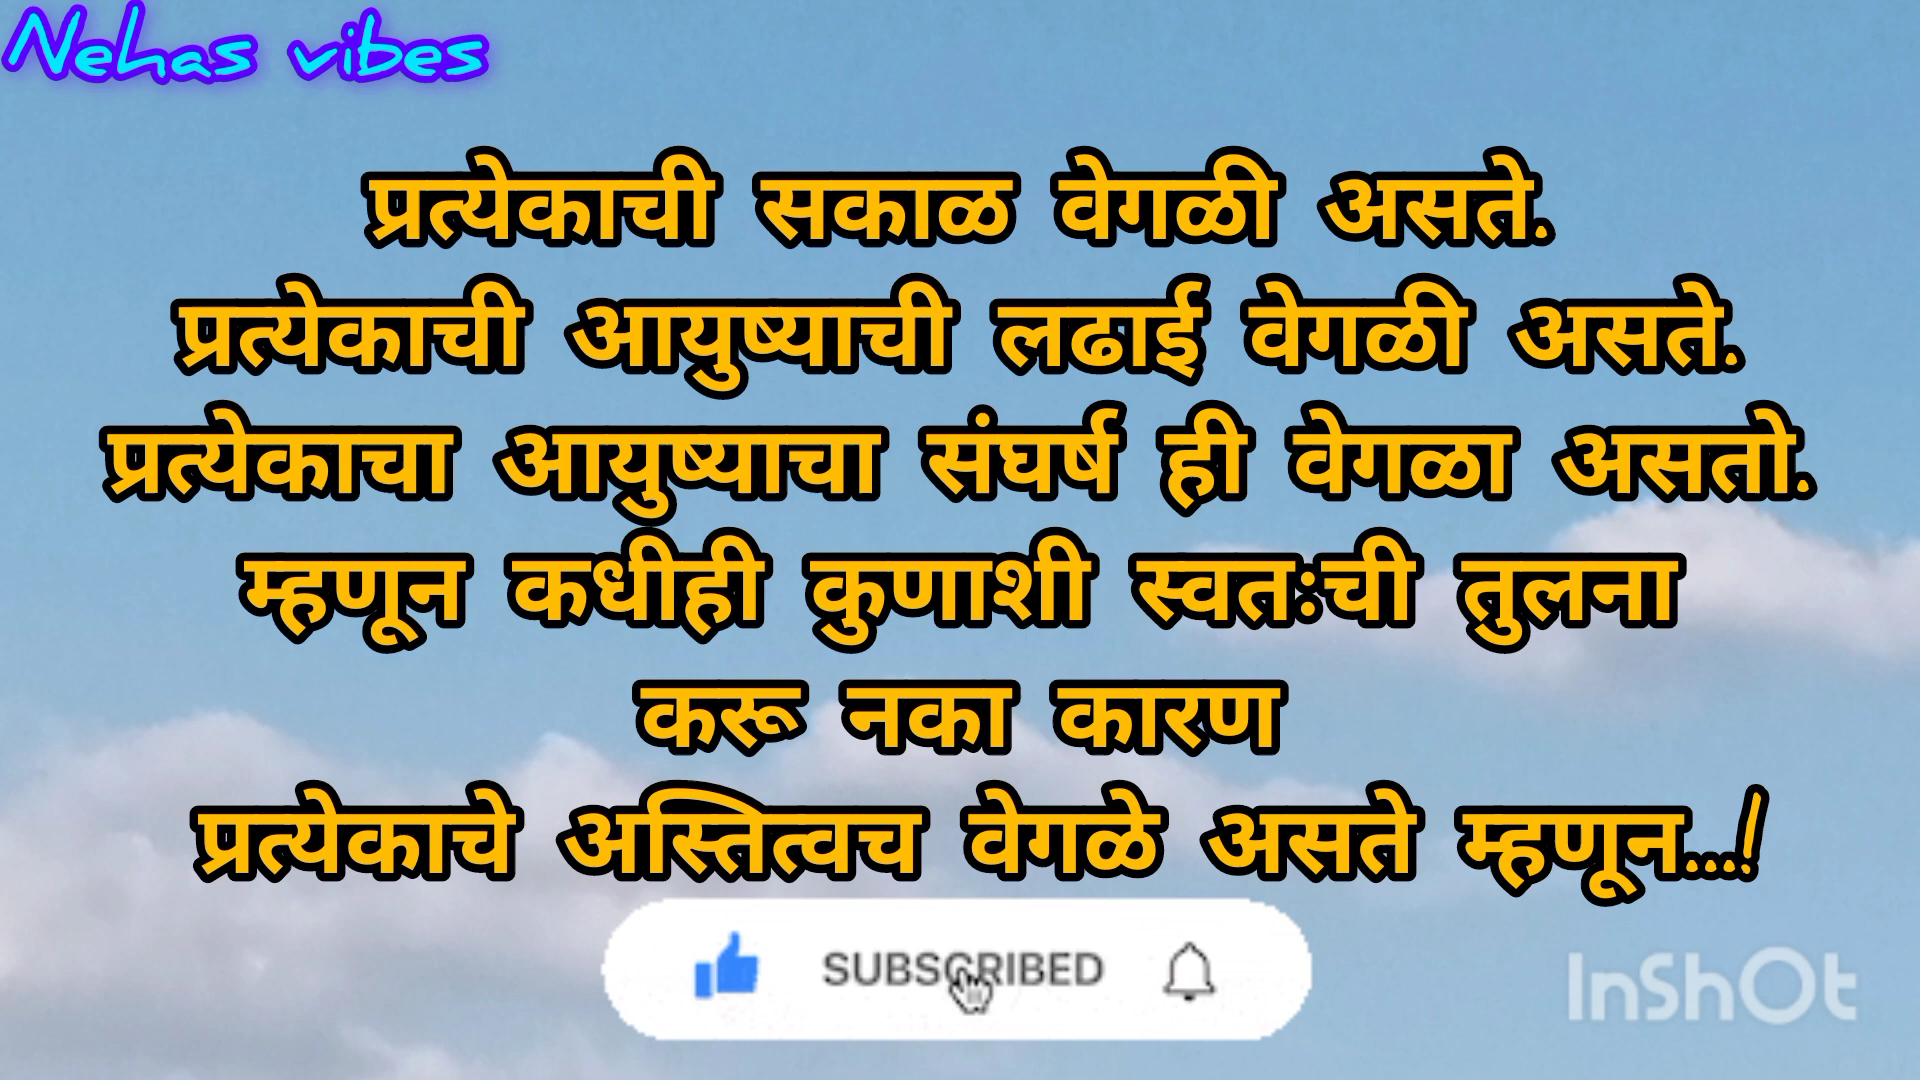 Nehas vibes
प्रत्येकाची सकाळ वेगळी असते.
प्रत्येकाची आयुष्याची लढाई वेगळी असते.
प्रत्येकाचा आयुष्याचा संघर्ष ही वेगळा असतो.
म्हणून कधीही कुणाशी स्वतःची तुलना
करू नका कारण
प्रत्येकाचे अस्तित्वच वेगळे असते म्हणून...!
SUBSCRIBED
InShOt